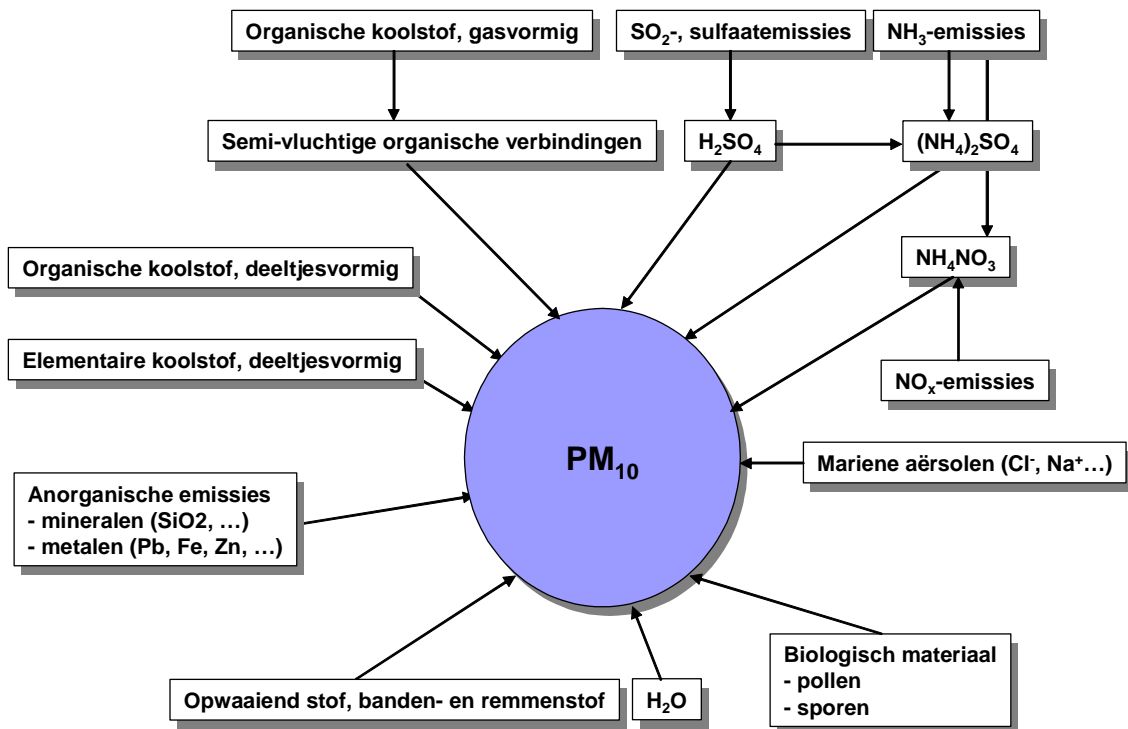 Organische koolstof, gasvormig
SO₂-, sulfaatemissies
NH₃-emissies
Semi-vluchtige organische verbindingen
H₂SO₄
(NH₄)₂SO₄
Organische koolstof, deeltjesvormig
NH₄NO₃
Elementaire koolstof, deeltjesvormig
NOₓ-emissies
PM₁₀
Mariene aërsolen (Cl⁻, Na⁺…)
Anorganische emissies
- mineralen (SiO2, …)
- metalen (Pb, Fe, Zn, …)
Biologisch materiaal
- pollen
- sporen
Opwaaiend stof, banden- en remmenstof
H₂O